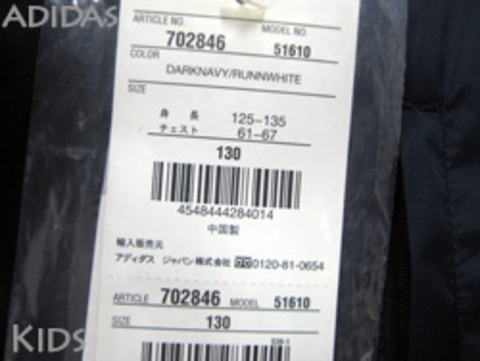 ADIDAS
ARTICLE NO. MODEL NO.
702846 51610
COLOR
DARKNAVY/RUNNWHITE
SIZE
身長 125-135
チェスト 61-67
130
4548444284014
中国製
輸入販売元
アディダス ジャパン株式会社 0120-81-0654
ARTICLE 702846 MODEL 51610
SIZE 130
KIDS